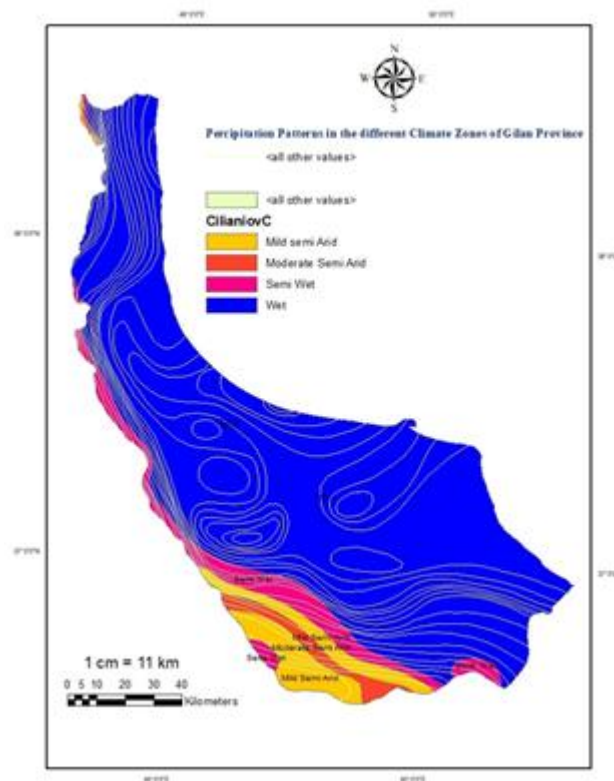 N
W E
S
Percipitation Patterns in the different Climate Zones of Gilan Province
<all other values>
<all other values>
CilianiovC
Mild semi Arid
Moderate Semi Arid
Semi Wet
Wet
Mild Semi Arid
Moderate Semi Arid
Semi Wet
Mild Semi Arid
1 cm = 11 km
0 5 10 20 30 40
Kilometers